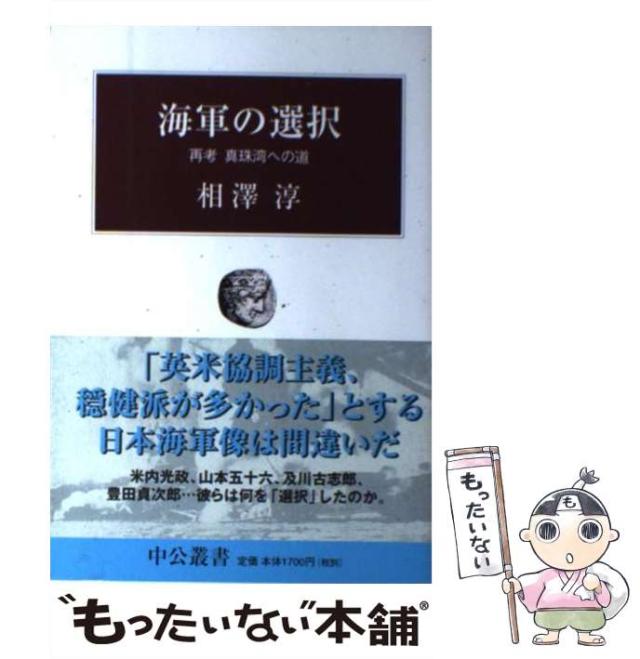 海軍の選択
再考 真珠湾への道
相澤 淳
「英米協調主義、
穏健派が多かった」とする
日本海軍像は間違いだ
米内光政、山本五十六、及川古志郎、
豊田貞次郎…彼らは何を「選択」したのか。
中公叢書 定価 本体1700円(税別)
も
もったいない
“もったいない”本舗®